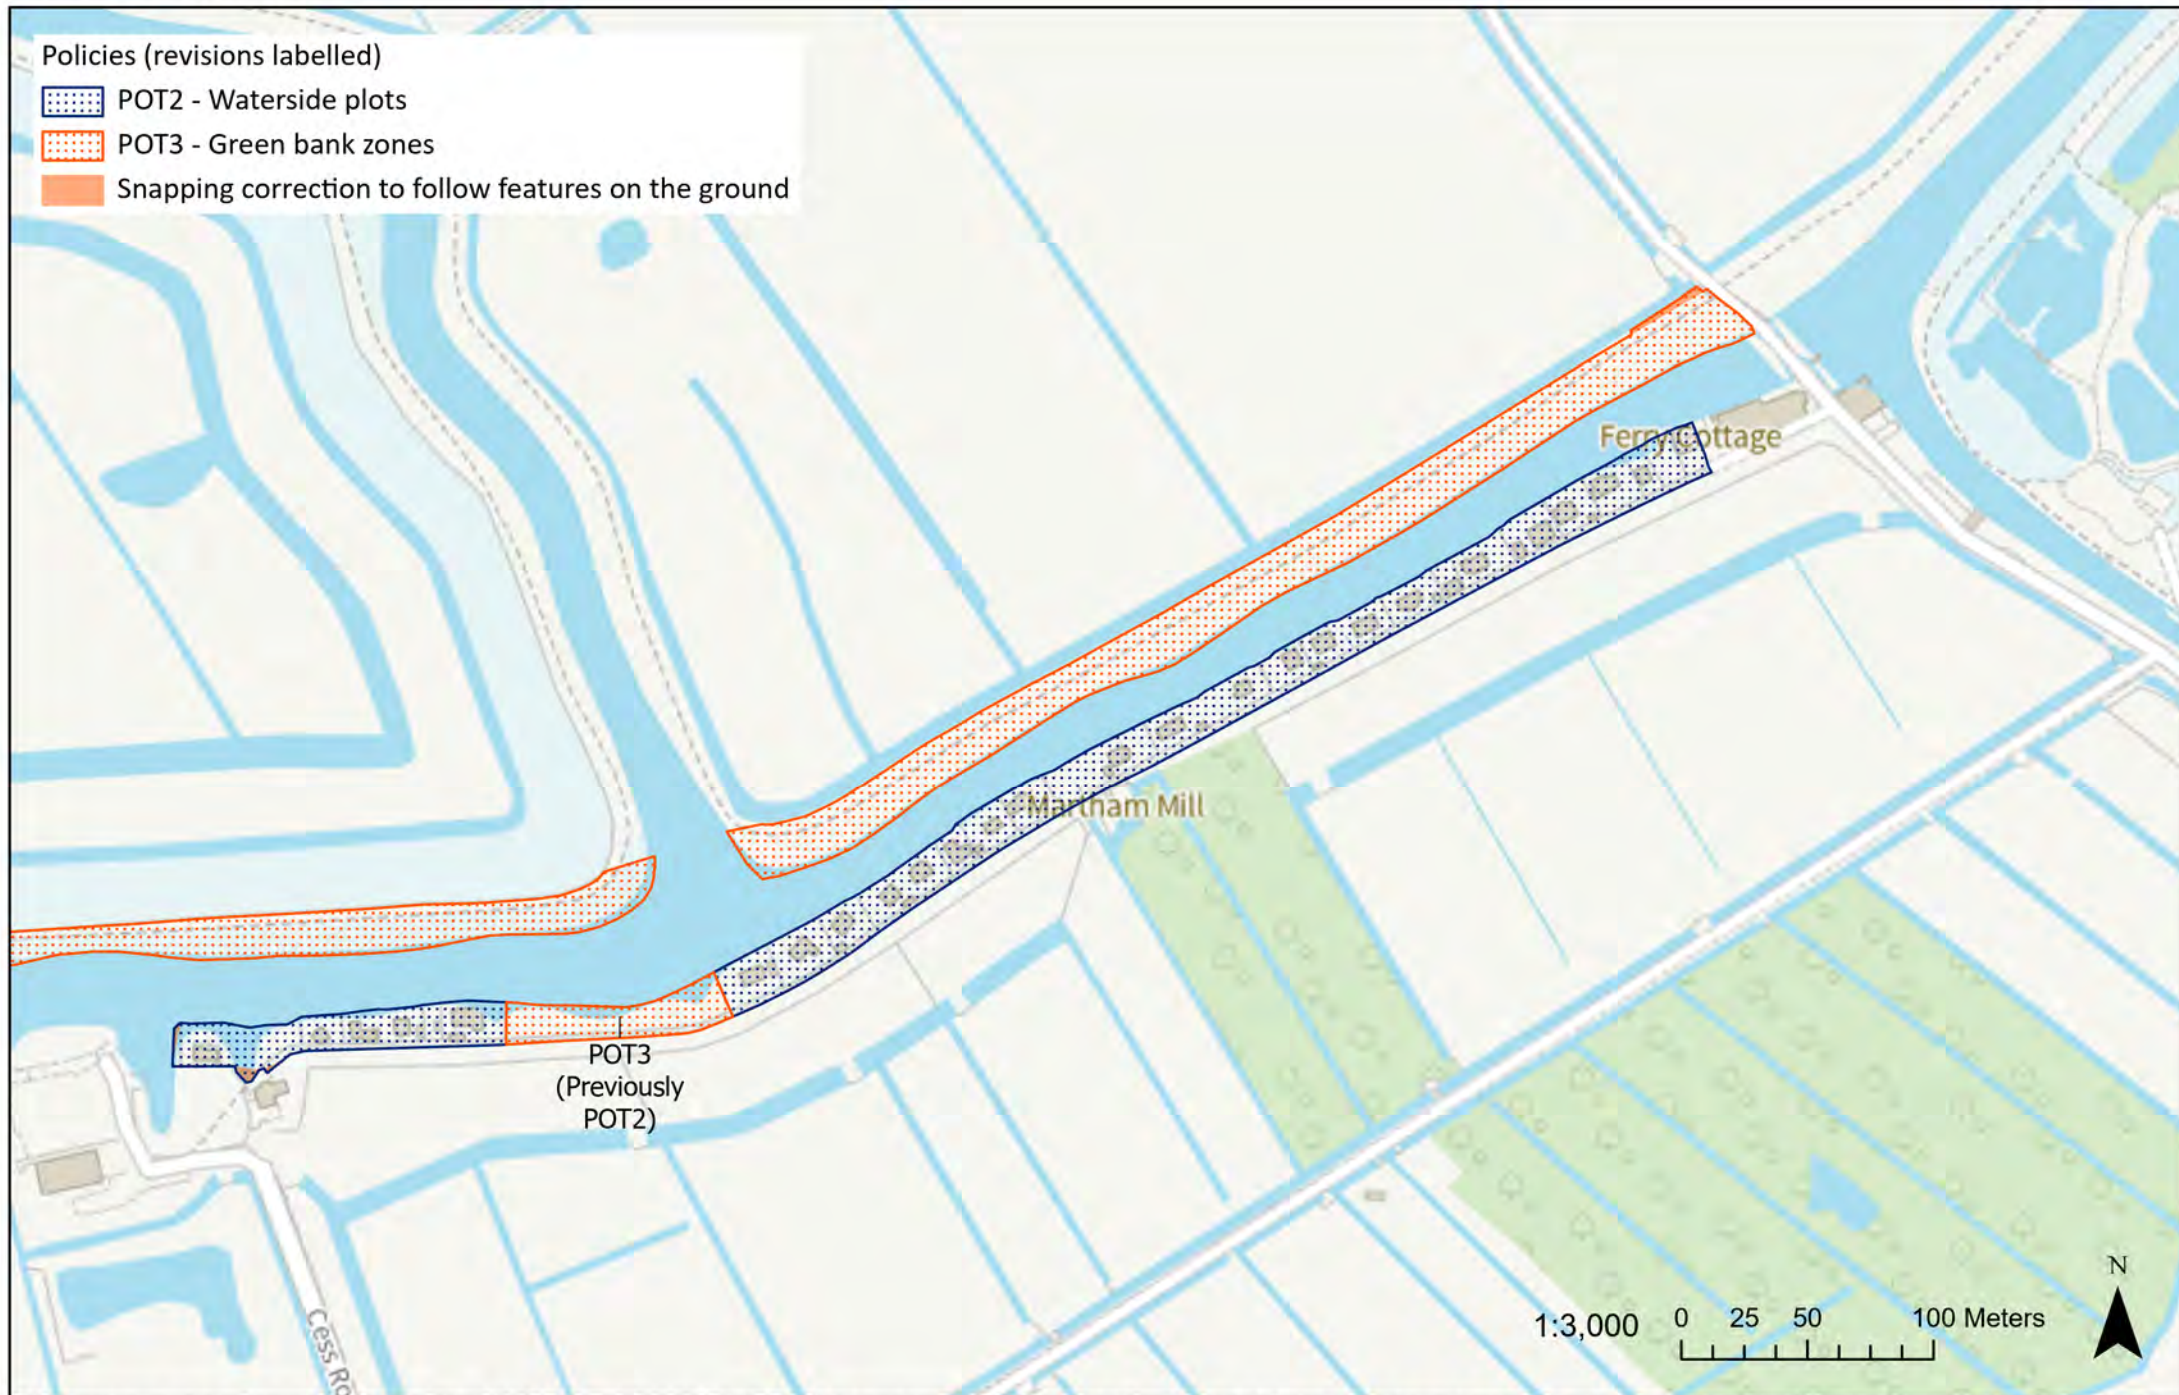 Policies (revisions labelled)
POT2 - Waterside plots
POT3 - Green bank zones
Snapping correction to follow features on the ground
Ferry Cottage
Martham Mill
POT3
(Previously
POT2)
Cess Ro
N
1:3,000
0 25 50 100 Meters